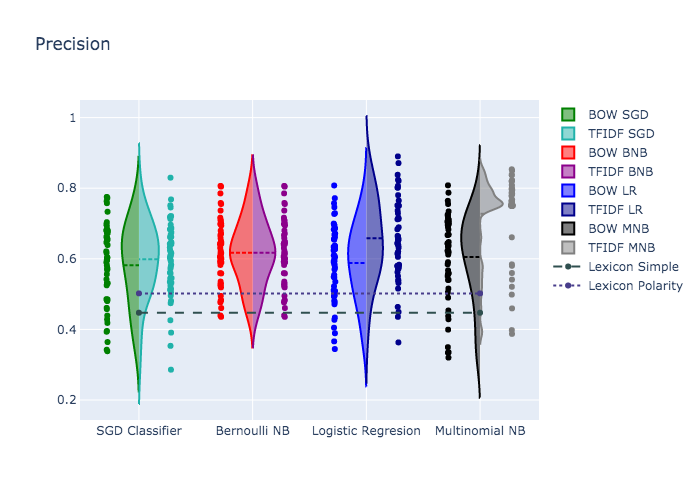 Precision
1
0.8
0.6
0.4
0.2
SGD Classifier
Bernoulli NB
Logistic Regresion
Multinomial NB
BOW SGD
TFIDF SGD
BOW BNB
TFIDF BNB
BOW LR
TFIDF LR
BOW MNB
TFIDF MNB
Lexicon Simple
Lexicon Polarity